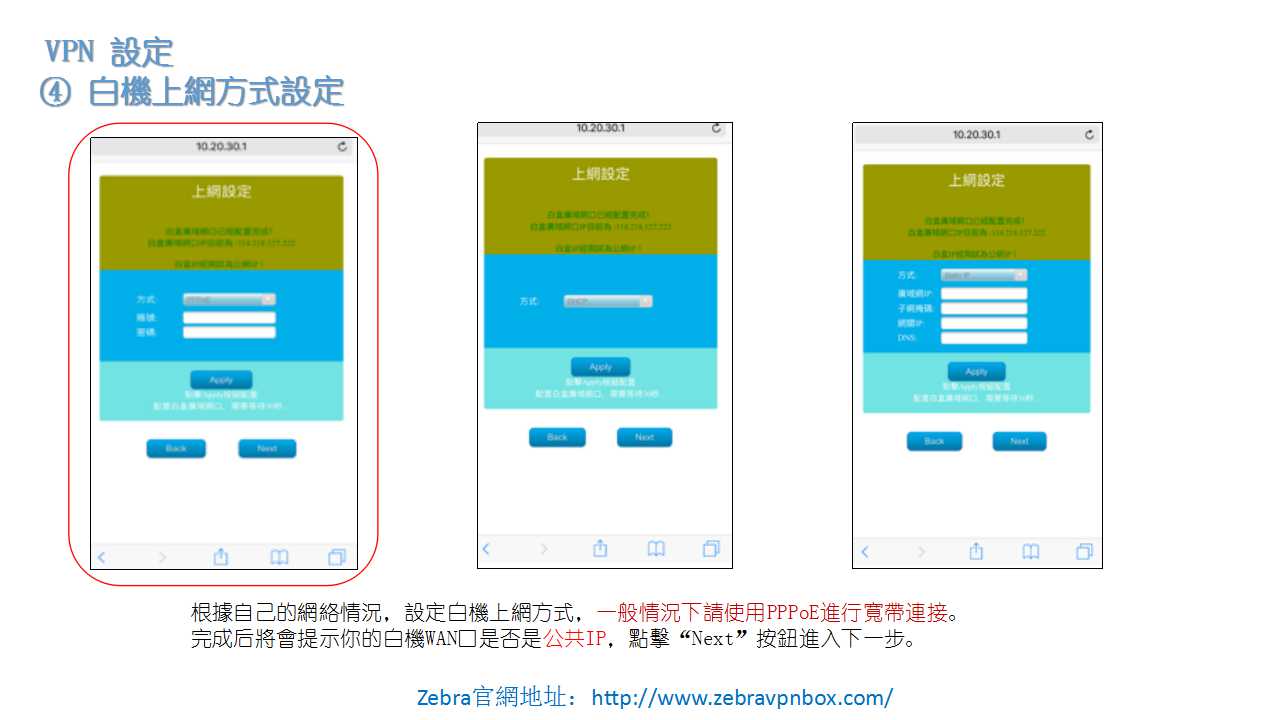 VPN 設定
④ 白機上網方式設定
10.20.30.1
上網設定
白盒廣域網口已經配置完成!
白盒廣域網口IP目前為 :114.218.127.222
白盒IP經測試為公網IP !
方式:
PPPoE
賬號:
密碼:
Apply
點擊Apply按鈕配置
配置白盒廣域網口, 需要等待30秒
Back
Next
10.20.30.1
上網設定
白盒廣域網口已經配置完成!
白盒廣域網口IP目前為 :114.218.127.222
白盒IP經測試為公網IP !
方式:
DHCP
Apply
點擊Apply按鈕配置
配置白盒廣域網口, 需要等待30秒
Back
Next
10.20.30.1
上網設定
白盒廣域網口已經配置完成!
白盒廣域網口IP目前為 :114.218.127.222
白盒IP經測試為公網IP !
方式:
Static IP
廣域網IP:
子網掩碼:
網關IP:
DNS:
Apply
點擊Apply按鈕配置
配置白盒廣域網口, 需要等待30秒
Back
Next
根據自己的網絡情況，設定白機上網方式，一般情況下請使用PPPoE進行寬帶連接。
完成后將會提示你的白機WAN口是否是公共IP，點擊“Next”按鈕進入下一步。
Zebra官網地址：http://www.zebravpnbox.com/